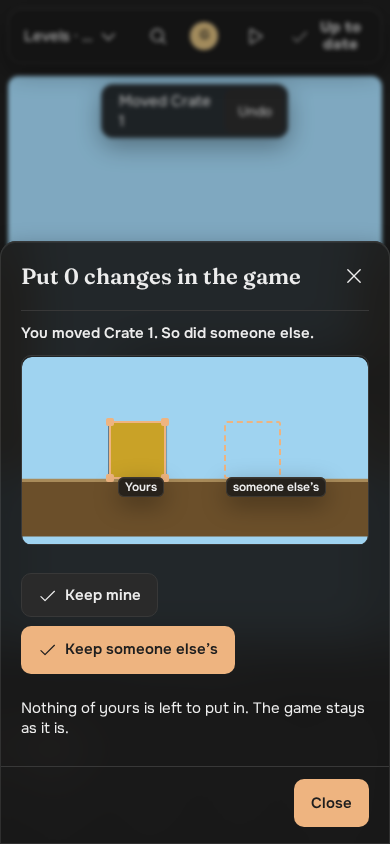 Levels · …
Up to
date
Moved Crate
1
Undo
Put 0 changes in the game
You moved Crate 1. So did someone else.
Yours
someone else’s
Keep mine
Keep someone else’s
Nothing of yours is left to put in. The game stays
as it is.
Close